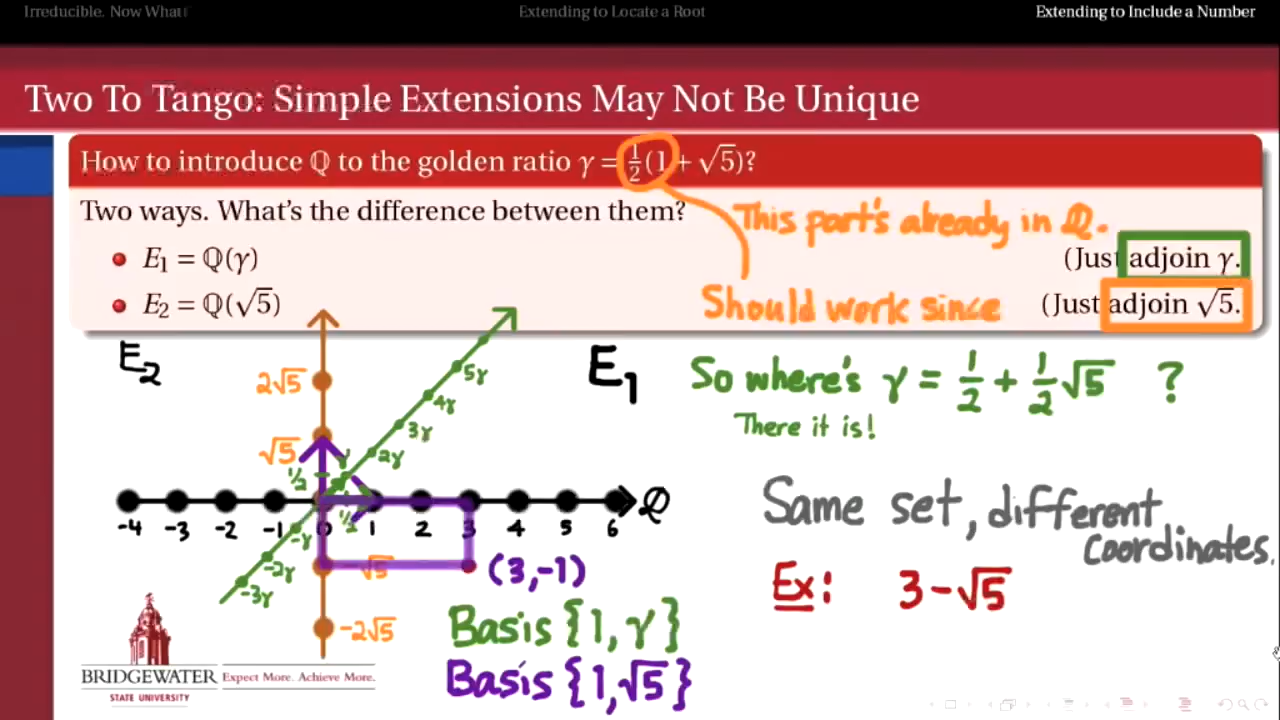 Irreducible. Now What
Extending to Locate a Root
Extending to Include a Number
Two To Tango: Simple Extensions May Not Be Unique
How to introduce ℚ to the golden ratio γ = ½(1 + √5)?
Two ways. What's the difference between them?
This part's already in ℚ.
• E₁ = ℚ(γ)
(Just adjoin γ.
• E₂ = ℚ(√5)
Should work since
(Just adjoin √5.
E₂
E₁
So where's γ = 1/2 + 1/2 √5 ?
There it is!
2√5
5γ
4γ
√5
3γ
2γ
γ
1/2
-4 -3 -2 -1 0 1 2 3 4 5 6 ℚ
1/2
-γ
-2γ
-3γ
-√5
(3,-1)
-2√5
Same set, different
coordinates.
Ex: 3-√5
Basis {1, γ}
Basis {1, √5}
BRIDGEWATER
STATE UNIVERSITY
Expect More. Achieve More.